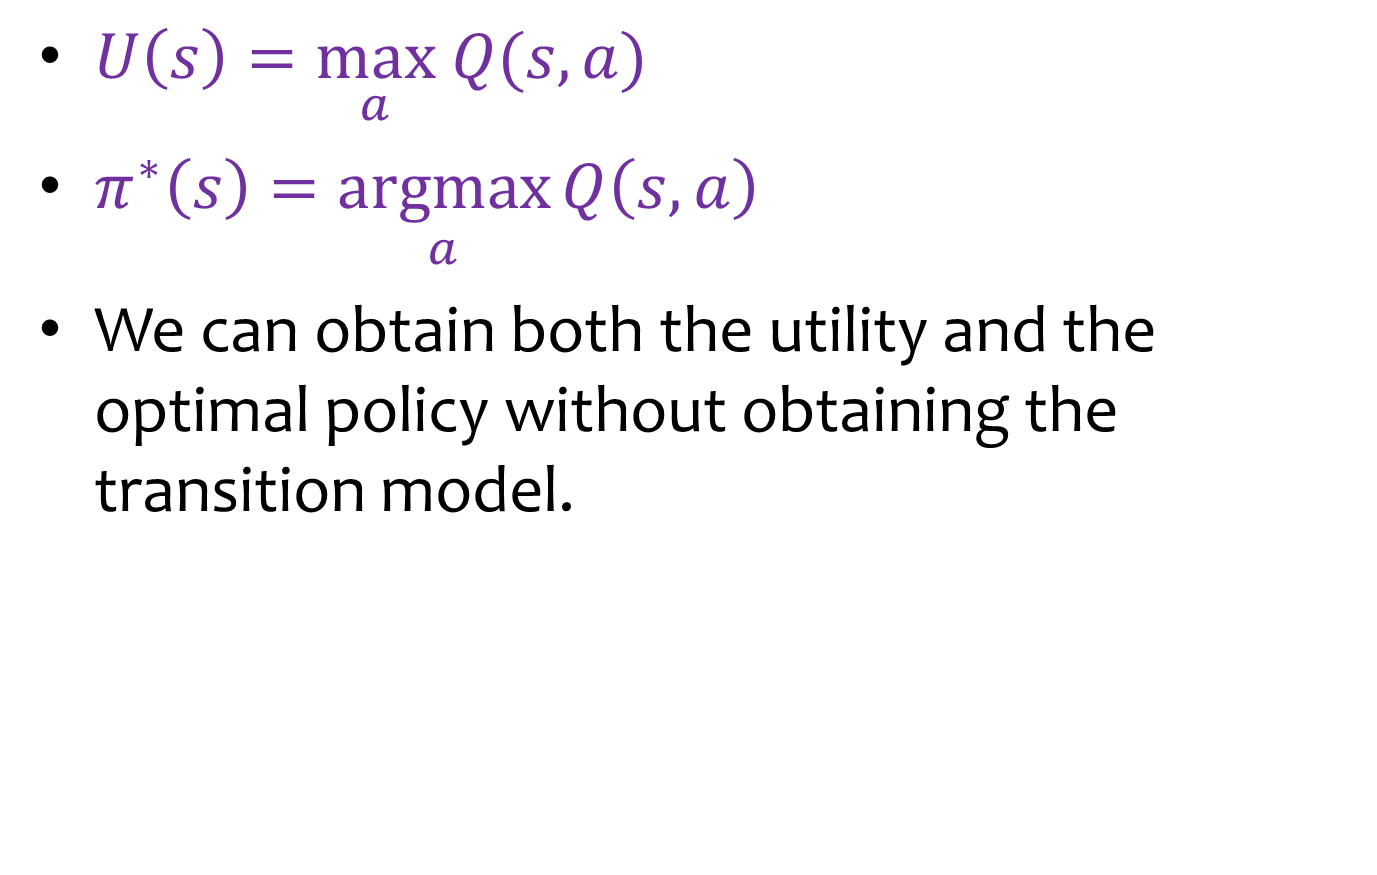 • U(s) = max Q(s, a)
a
• π*(s) = argmax Q(s, a)
a
• We can obtain both the utility and the
optimal policy without obtaining the
transition model.